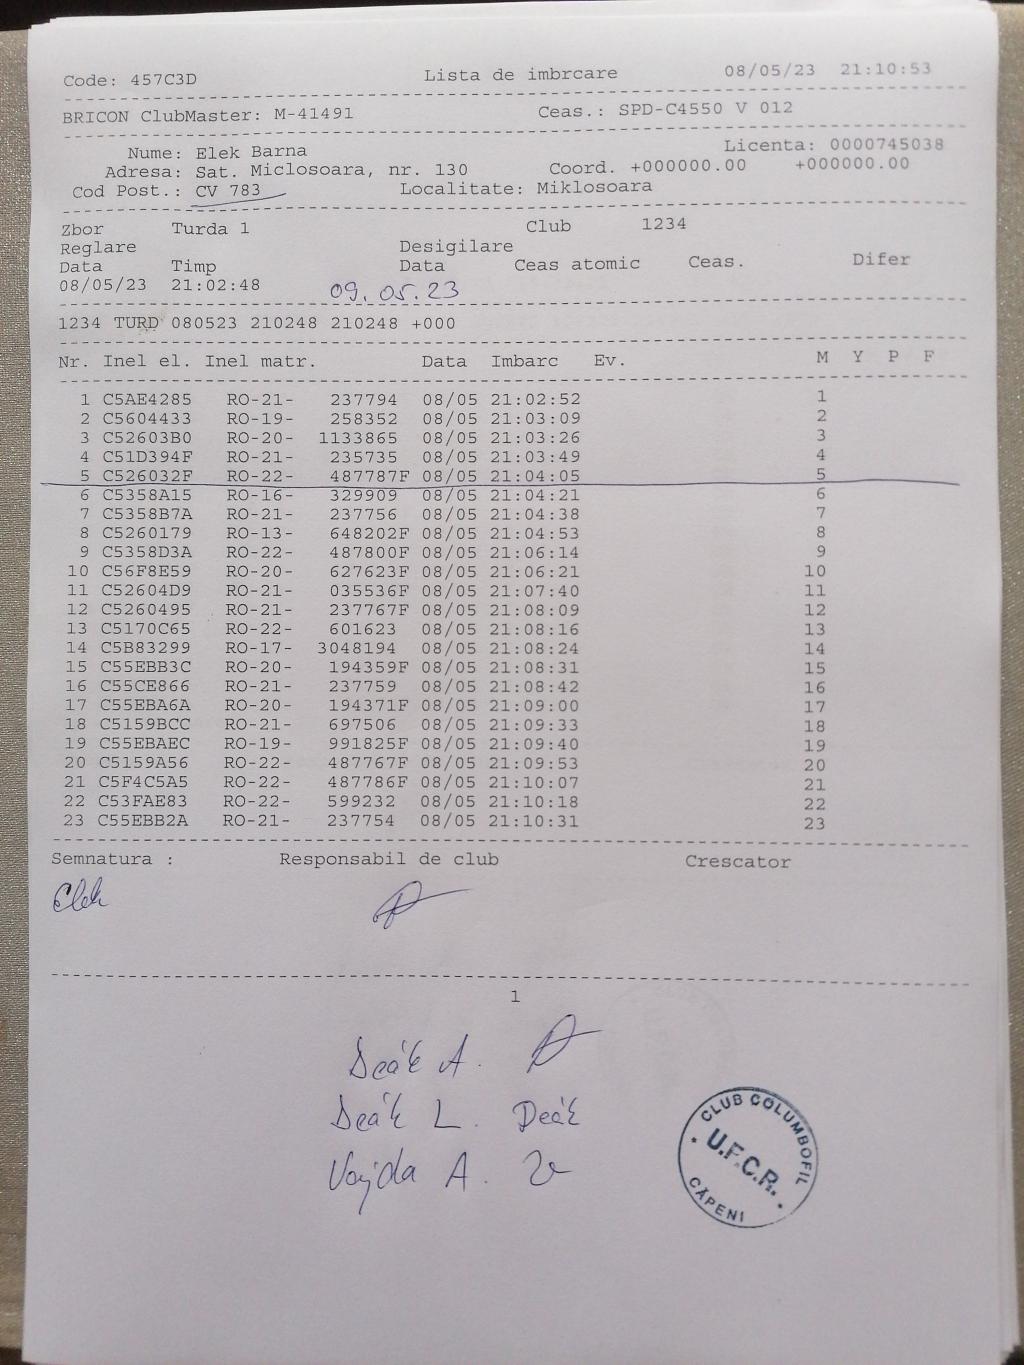 Code: 457C3D Lista de imbrcare 08/05/23 21:10:53
BRICON ClubMaster: M-41491 Ceas.: SPD-C4550 V 012
Nume: Elek Barna Licenta: 0000745038
Adresa: Sat. Miclosoara, nr. 130 Coord. +000000.00 +000000.00
Cod Post.: CV 783 Localitate: Miklosoara
Zbor Turda 1 Club 1234
Reglare Desigilare
Data Timp Data Ceas atomic Ceas. Difer
08/05/23 21:02:48 09.05.23
1234 TURD 080523 210248 210248 +000
Nr. Inel el. Inel matr. Data Imbarc Ev. M Y P F
1 C5AE4285 RO-21- 237794 08/05 21:02:52 1
2 C5604433 RO-19- 258352 08/05 21:03:09 2
3 C52603B0 RO-20- 1133865 08/05 21:03:26 3
4 C51D394F RO-21- 235735 08/05 21:03:49 4
5 C526032F RO-22- 487787F 08/05 21:04:05 5
6 C5358A15 RO-16- 329909 08/05 21:04:21 6
7 C5358B7A RO-21- 237756 08/05 21:04:38 7
8 C5260179 RO-13- 648202F 08/05 21:04:53 8
9 C5358D3A RO-22- 487800F 08/05 21:06:14 9
10 C56F8E59 RO-20- 627623F 08/05 21:06:21 10
11 C52604D9 RO-21- 035536F 08/05 21:07:40 11
12 C5260495 RO-21- 237767F 08/05 21:08:09 12
13 C5170C65 RO-22- 601623 08/05 21:08:16 13
14 C5B83299 RO-17- 3048194 08/05 21:08:24 14
15 C55EBB3C RO-20- 194359F 08/05 21:08:31 15
16 C55CE866 RO-21- 237759 08/05 21:08:42 16
17 C55EBA6A RO-20- 194371F 08/05 21:09:00 17
18 C5159BCC RO-21- 697506 08/05 21:09:33 18
19 C55EBAEC RO-19- 991825F 08/05 21:09:40 19
20 C5159A56 RO-22- 487767F 08/05 21:09:53 20
21 C5F4C5A5 RO-22- 487786F 08/05 21:10:07 21
22 C53FAE83 RO-22- 599232 08/05 21:10:18 22
23 C55EBB2A RO-21- 237754 08/05 21:10:31 23
Semnatura : Responsabil de club Crescator
Elek
1
Deák A.
Deák L. Deák
Vajda A.
CLUB COLUMBOFIL
U.F.C.R.
CĂPENI